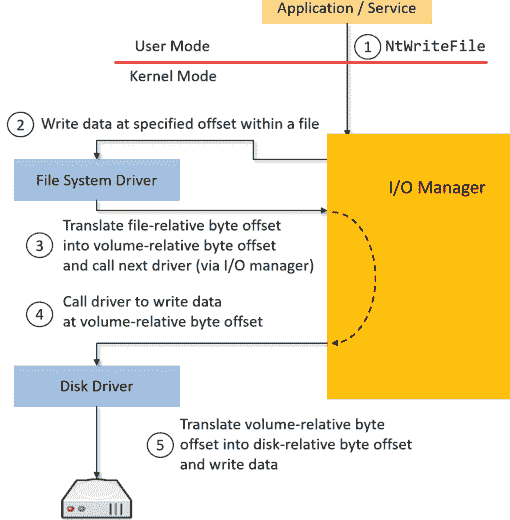 Application / Service
1 NtWriteFile
User Mode
Kernel Mode
2 Write data at specified offset within a file
File System Driver
I/O Manager
3 Translate file-relative byte offset
into volume-relative byte offset
and call next driver (via I/O manager)
4 Call driver to write data
at volume-relative byte offset
Disk Driver
5 Translate volume-relative byte
offset into disk-relative byte offset
and write data